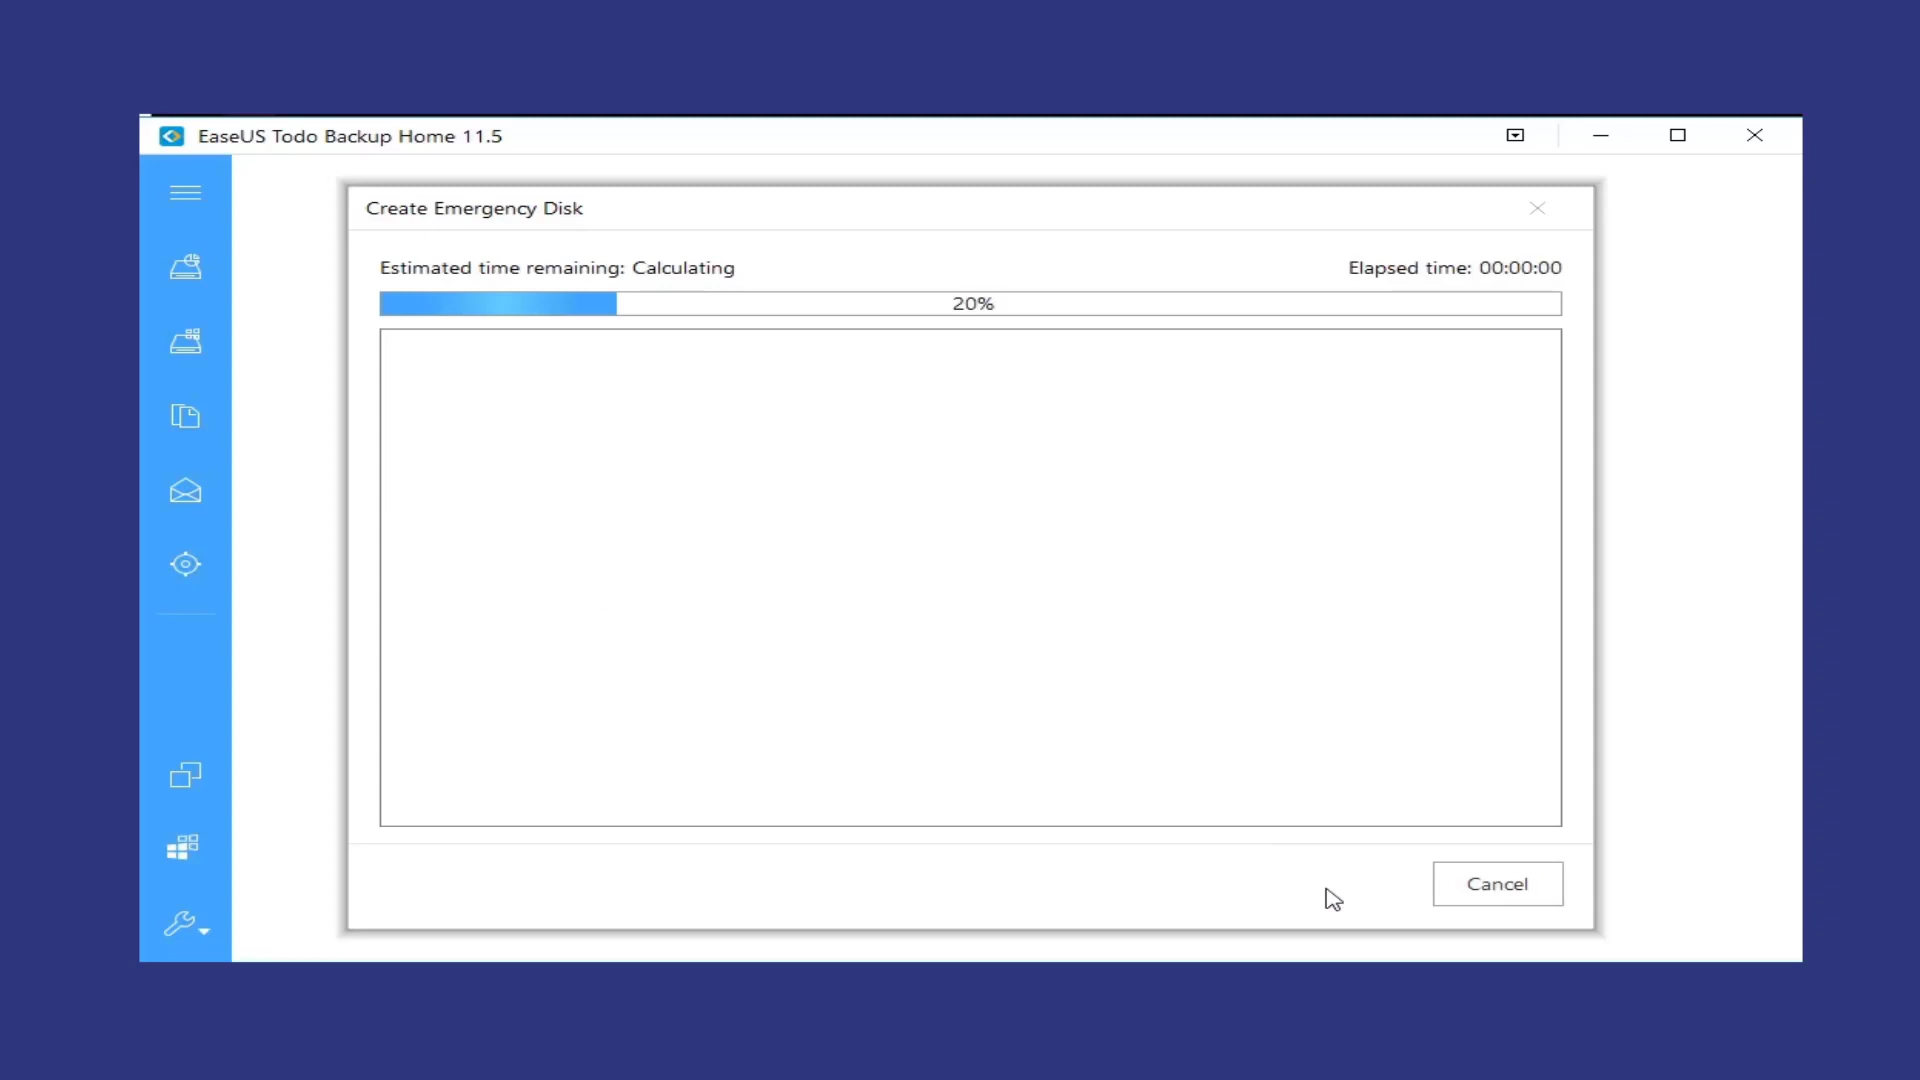 EaseUS Todo Backup Home 11.5
Create Emergency Disk
Estimated time remaining: Calculating
Elapsed time: 00:00:00
20%
Cancel